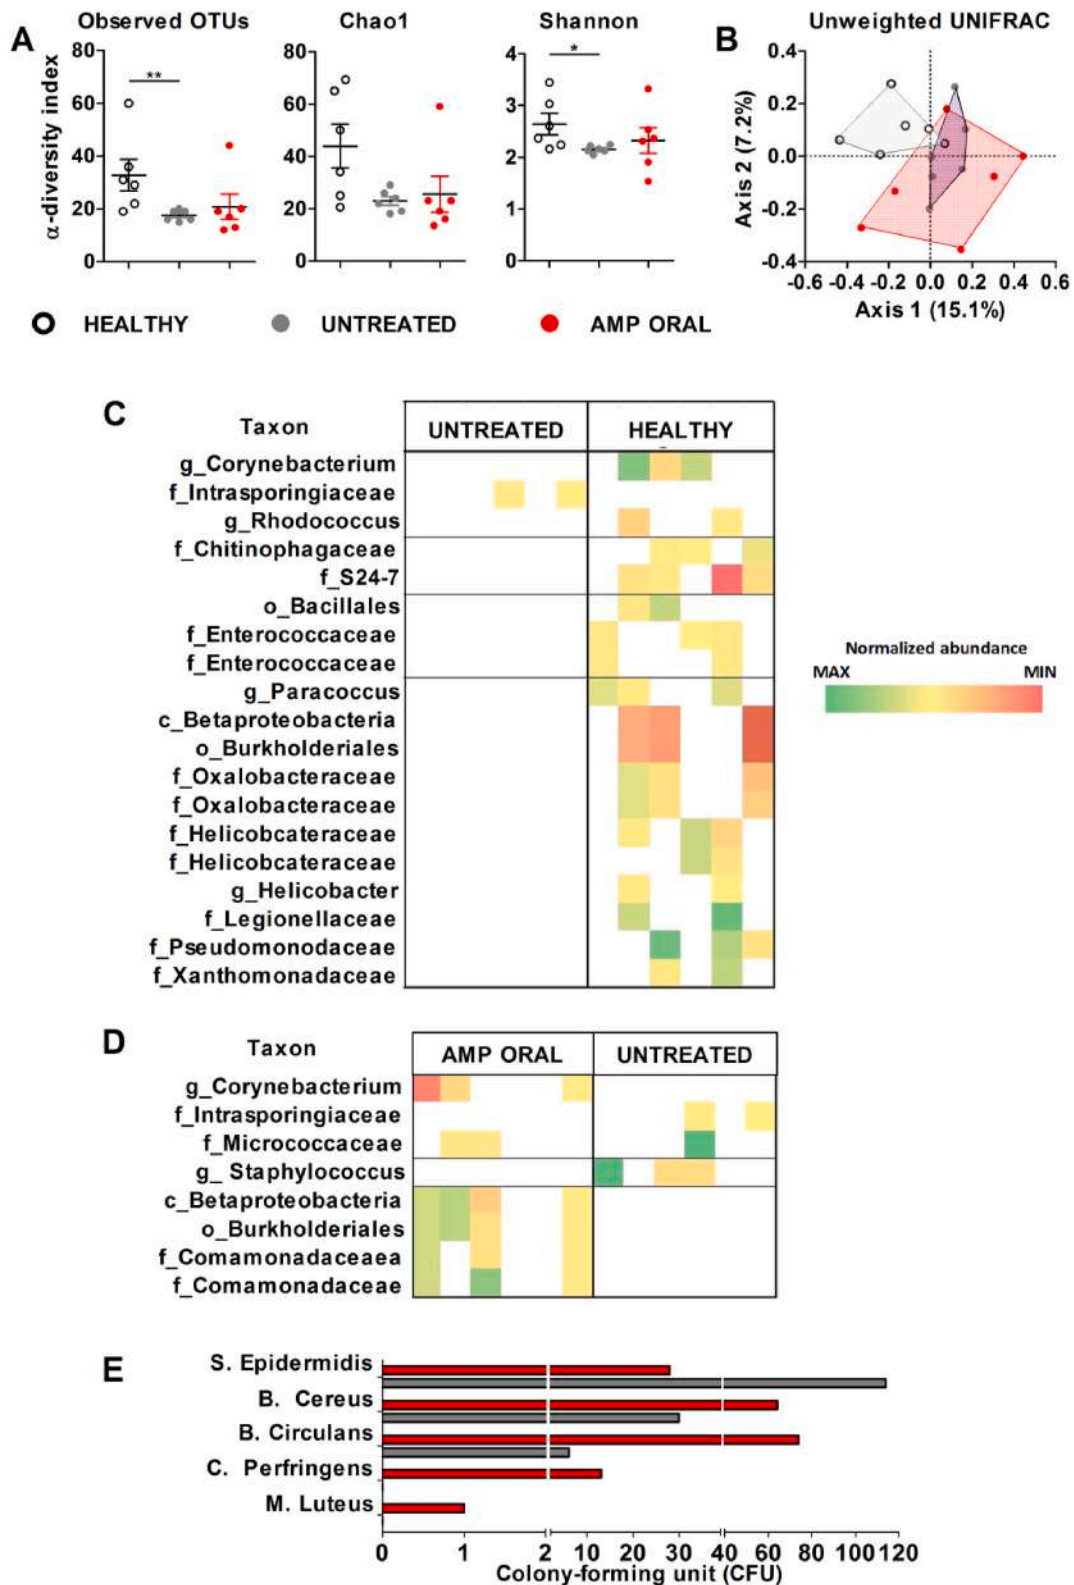 A
Observed OTUs
Chao1
Shannon
B
Unweighted UNIFRAC
α-diversity index
80
60
40
20
0
**
80
60
40
20
0
4
3
2
1
0
*
Axis 2 (7.2%)
0.4
0.2
0.0
-0.2
-0.4
-0.6 -0.4 -0.2 0.0 0.2 0.4 0.6
Axis 1 (15.1%)
HEALTHY
UNTREATED
AMP ORAL
C
Taxon
UNTREATED
HEALTHY
g_Corynebacterium
f_Intrasporingiaceae
g_Rhodococcus
f_Chitinophagaceae
f_S24-7
o_Bacillales
f_Enterococcaceae
f_Enterococcaceae
g_Paracoccus
c_Betaproteobacteria
o_Burkholderiales
f_Oxalobacteraceae
f_Oxalobacteraceae
f_Helicobcateraceae
f_Helicobcateraceae
g_Helicobacter
f_Legionellaceae
f_Pseudomonodaceae
f_Xanthomonadaceae
Normalized abundance
MAX
MIN
D
Taxon
AMP ORAL
UNTREATED
g_Corynebacterium
f_Intrasporingiaceae
f_Micrococcaceae
g_ Staphylococcus
c_Betaproteobacteria
o_Burkholderiales
f_Comamonadaceaea
f_Comamonadaceae
E
S. Epidermidis
B. Cereus
B. Circulans
C. Perfringens
M. Luteus
0 1 2 10 20 30 40 60 80 100 120
Colony-forming unit (CFU)